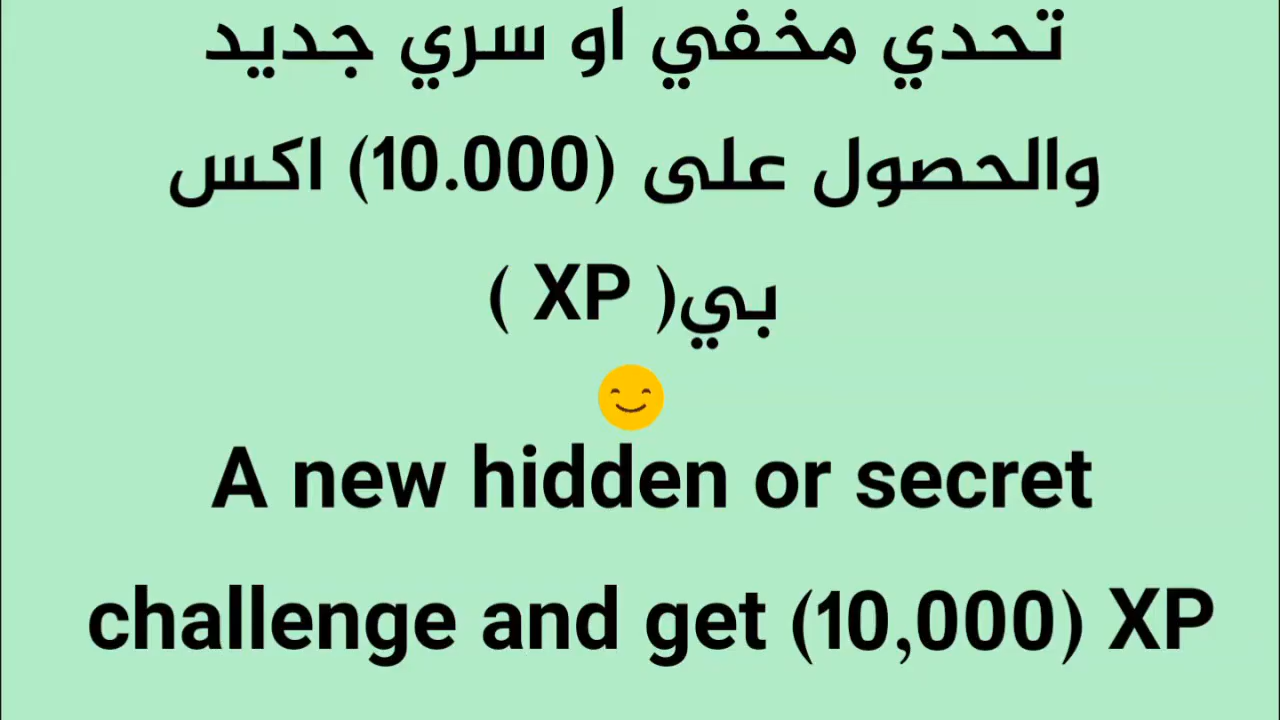 تحدي مخفي او سري جديد
والحصول على (10.000) اكس
بي( XP )
😊
A new hidden or secret
challenge and get (10,000) XP